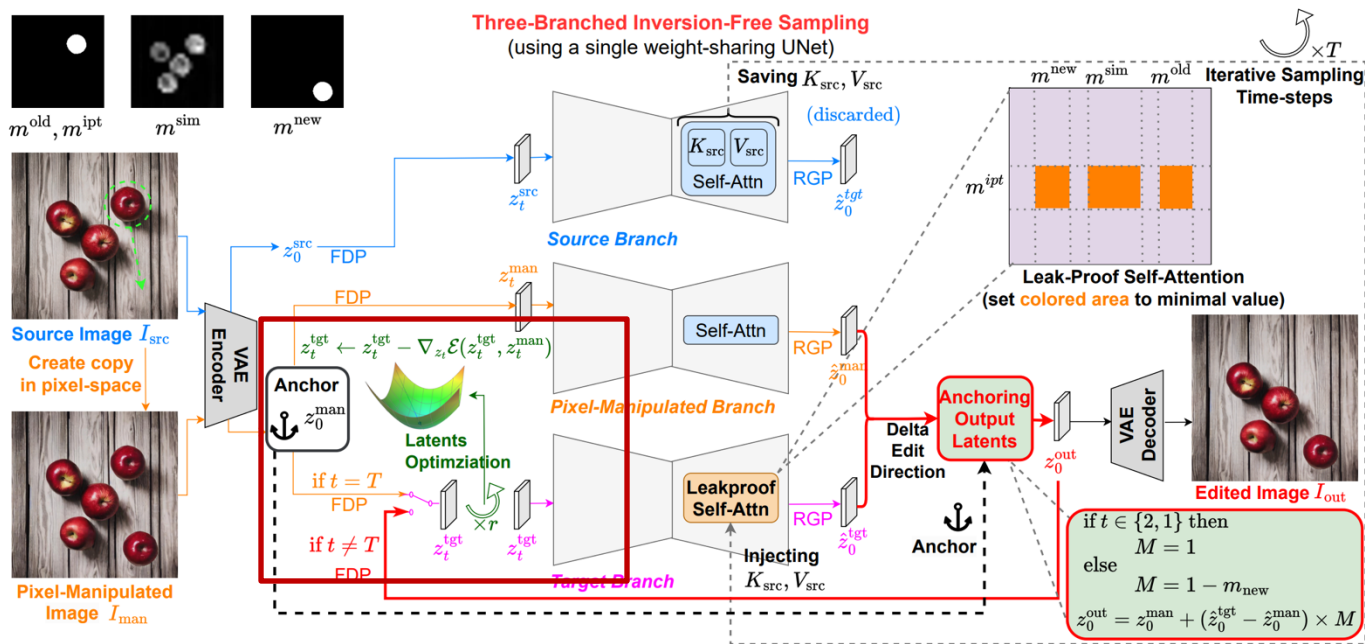 Three-Branched Inversion-Free Sampling
(using a single weight-sharing UNet)
×T
Iterative Sampling
Time-steps
m^old, m^ipt
m^sim
m^new
Saving K_src, V_src
(discarded)
K_src
V_src
Self-Attn
RGP
ẑ_0^tgt
z_t^src
Source Branch
z_0^src
FDP
m^new
m^sim
m^old
m^ipt
Leak-Proof Self-Attention
(set colored area to minimal value)
Source Image I_src
Create copy
in pixel-space
VAE
Encoder
FDP
z_t^man
Self-Attn
RGP
ẑ_0^man
Pixel-Manipulated Branch
z_t^tgt ← z_t^tgt − ∇_{z_t} ℰ(z_t^tgt, z_t^man)
Anchor
z_0^man
Latents
Optimziation
if t = T
FDP
×r
if t ≠ T
FDP
z_t^tgt
z_t^tgt
Leakproof
Self-Attn
RGP
ẑ_0^tgt
Injecting
K_src, V_src
Target Branch
Delta
Edit
Direction
Anchoring
Output
Latents
Anchor
z_0^out
VAE
Decoder
Edited Image I_out
if t ∈ {2, 1} then
M = 1
else
M = 1 − m_new
z_0^out = z_0^man + (ẑ_0^tgt − ẑ_0^man) × M
Pixel-Manipulated
Image I_man